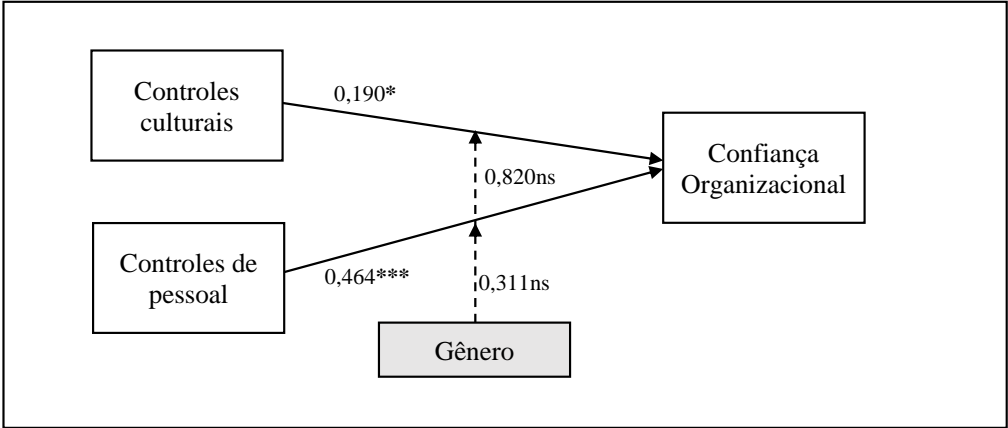 Controles
culturais
0,190*
Confiança
Organizacional
0,820ns
Controles de
pessoal
0,464***
0,311ns
Gênero